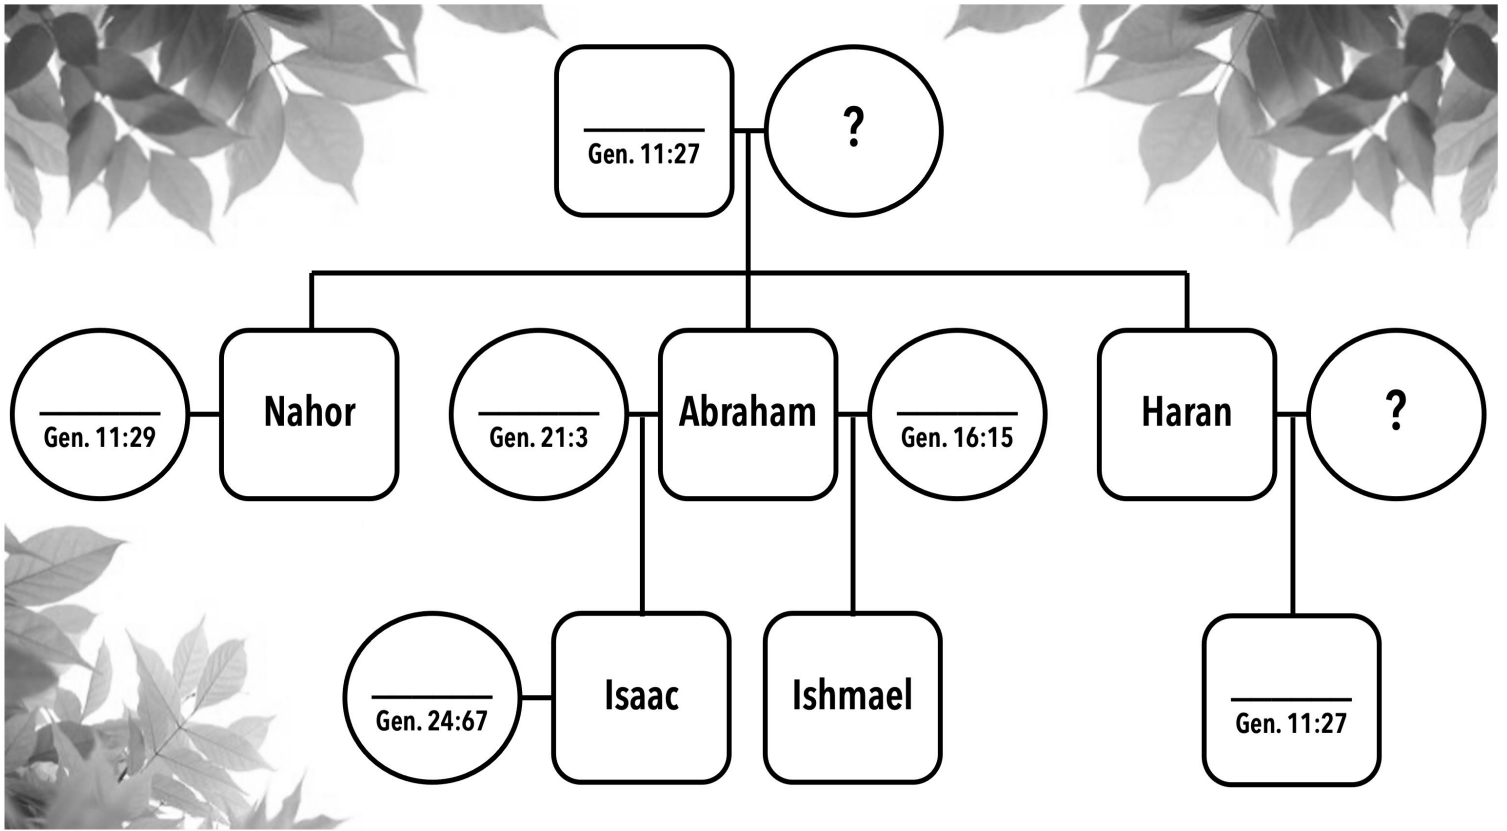 Gen. 11:27
?
Gen. 11:29
Nahor
Gen. 21:3
Abraham
Gen. 16:15
Haran
?
Gen. 24:67
Isaac
Ishmael
Gen. 11:27